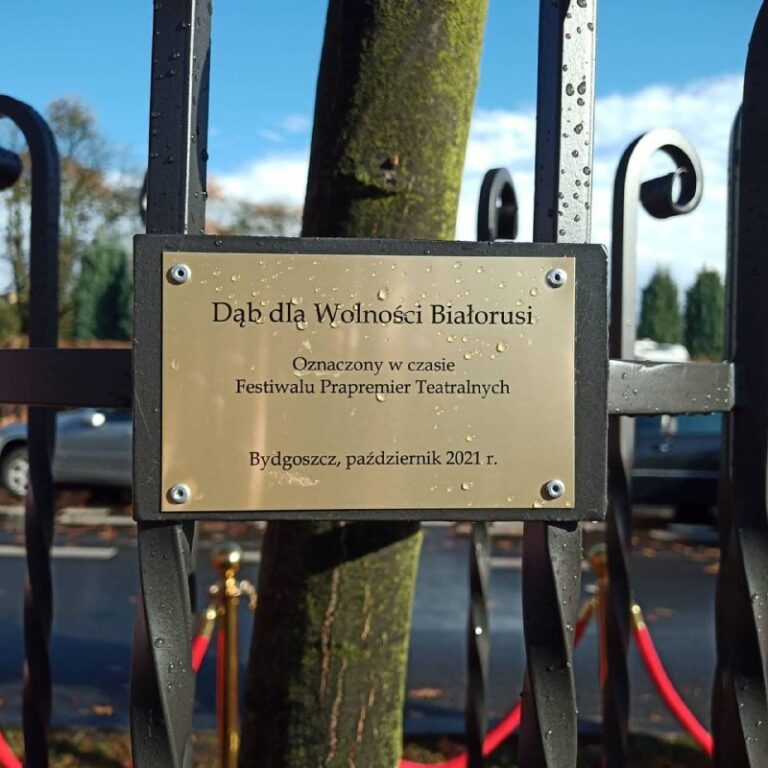 Dąb dla Wolności Białorusi
Oznaczony w czasie
Festiwalu Prapremier Teatralnych
Bydgoszcz, październik 2021 r.